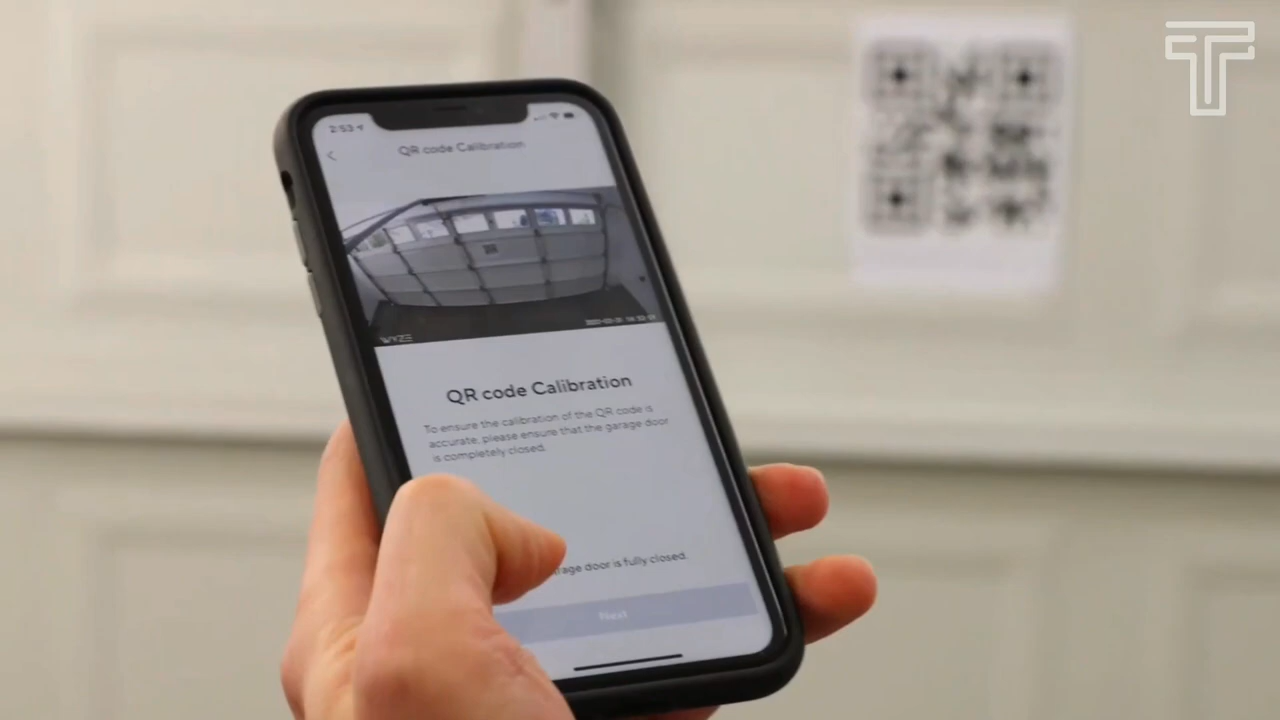 2:53
QR code Calibration
WYZE
QR code Calibration
To ensure the calibration of the QR code is
accurate, please ensure that the garage door
is completely closed.
door is fully closed.
Next